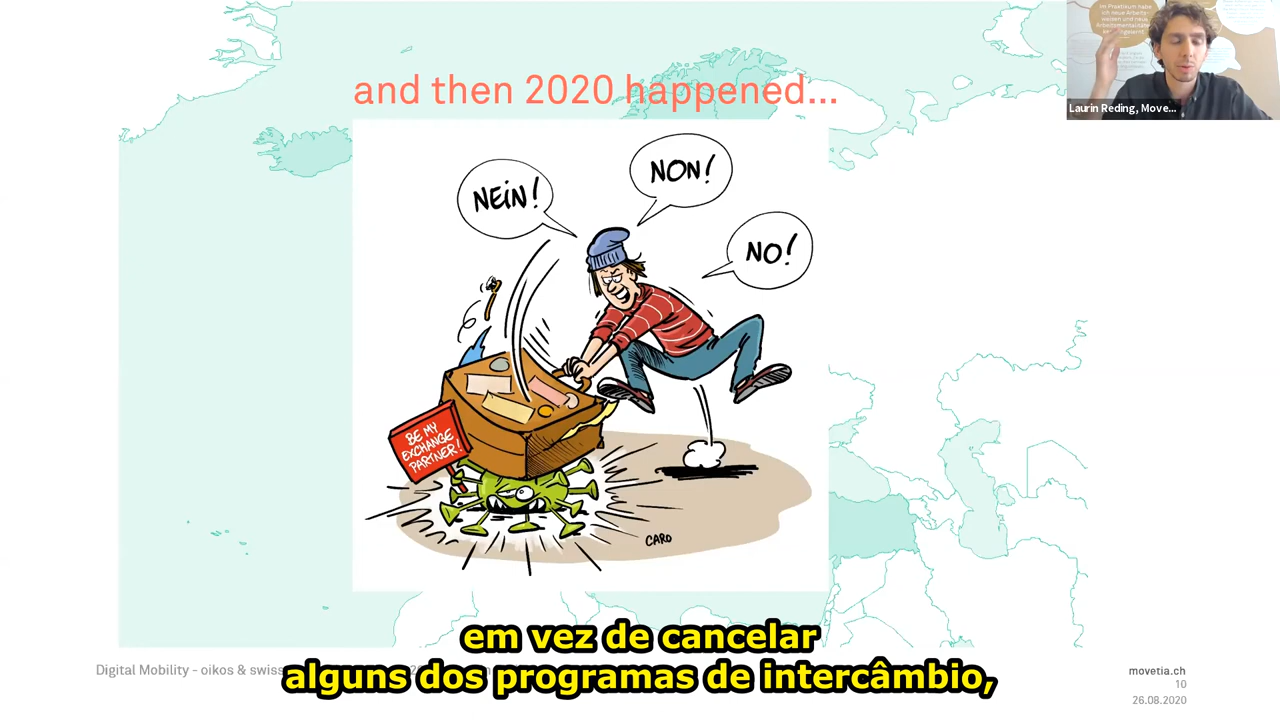 and then 2020 happened...
Laurin Reding, Move...
NEIN!
NON!
NO!
BE MY
EXCHANGE
PARTNER!
CARO
em vez de cancelar
alguns dos programas de intercâmbio,
Digital Mobility - oikos & swiss
movetia.ch
10
26.08.2020